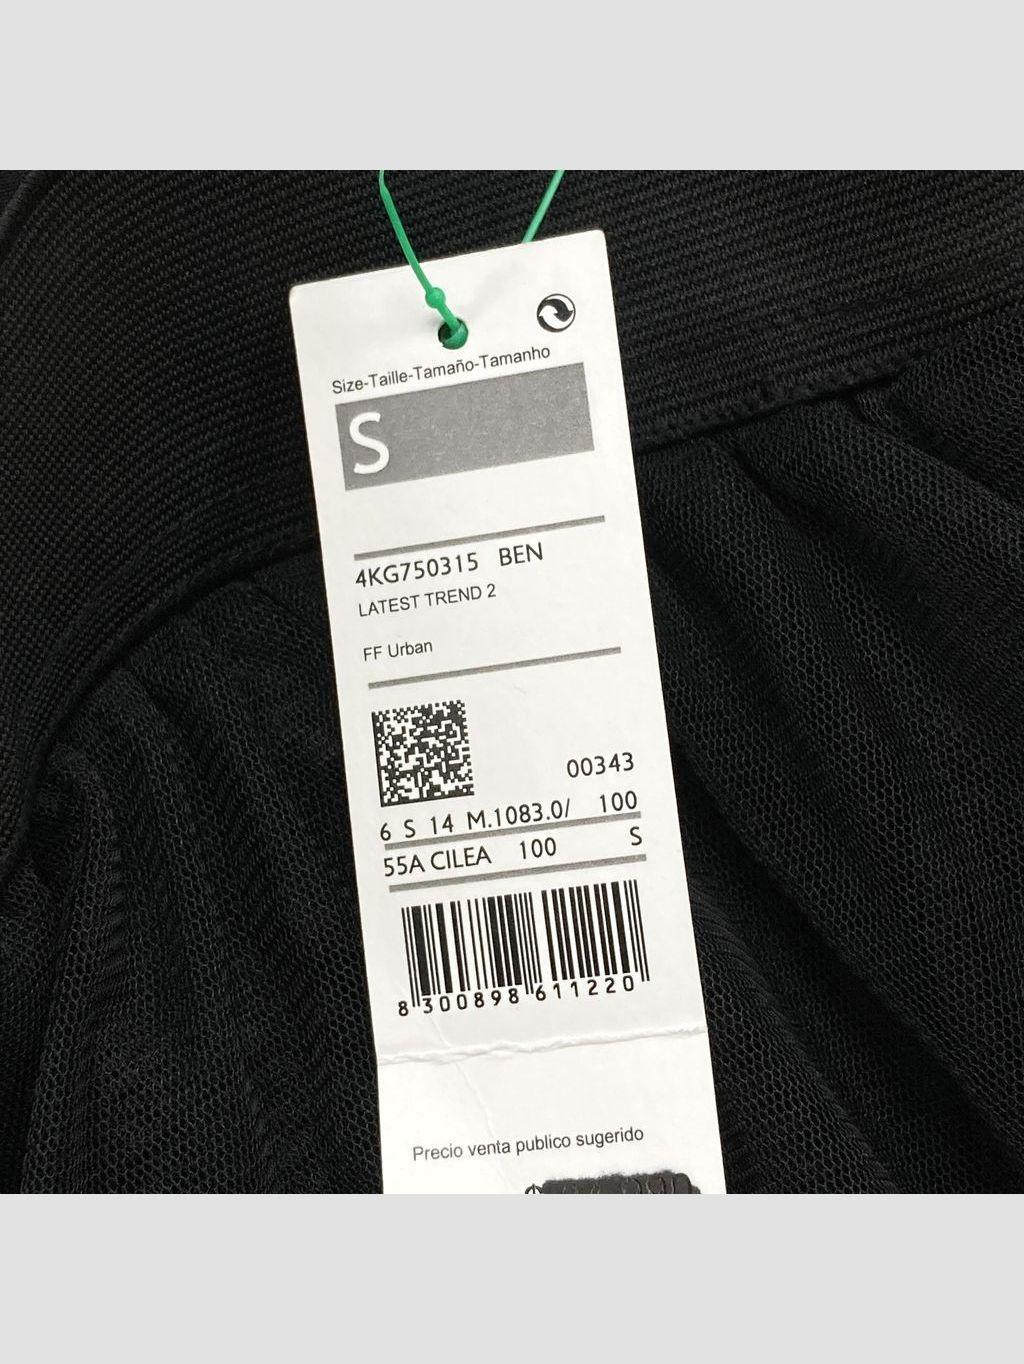 Size-Taille-Tamaño-Tamanho
S
4KG750315 BEN
LATEST TREND 2
FF Urban
00343
6 S 14 M.1083.0/ 100
55A CILEA 100 S
8 300898 611220
Precio venta publico sugerido